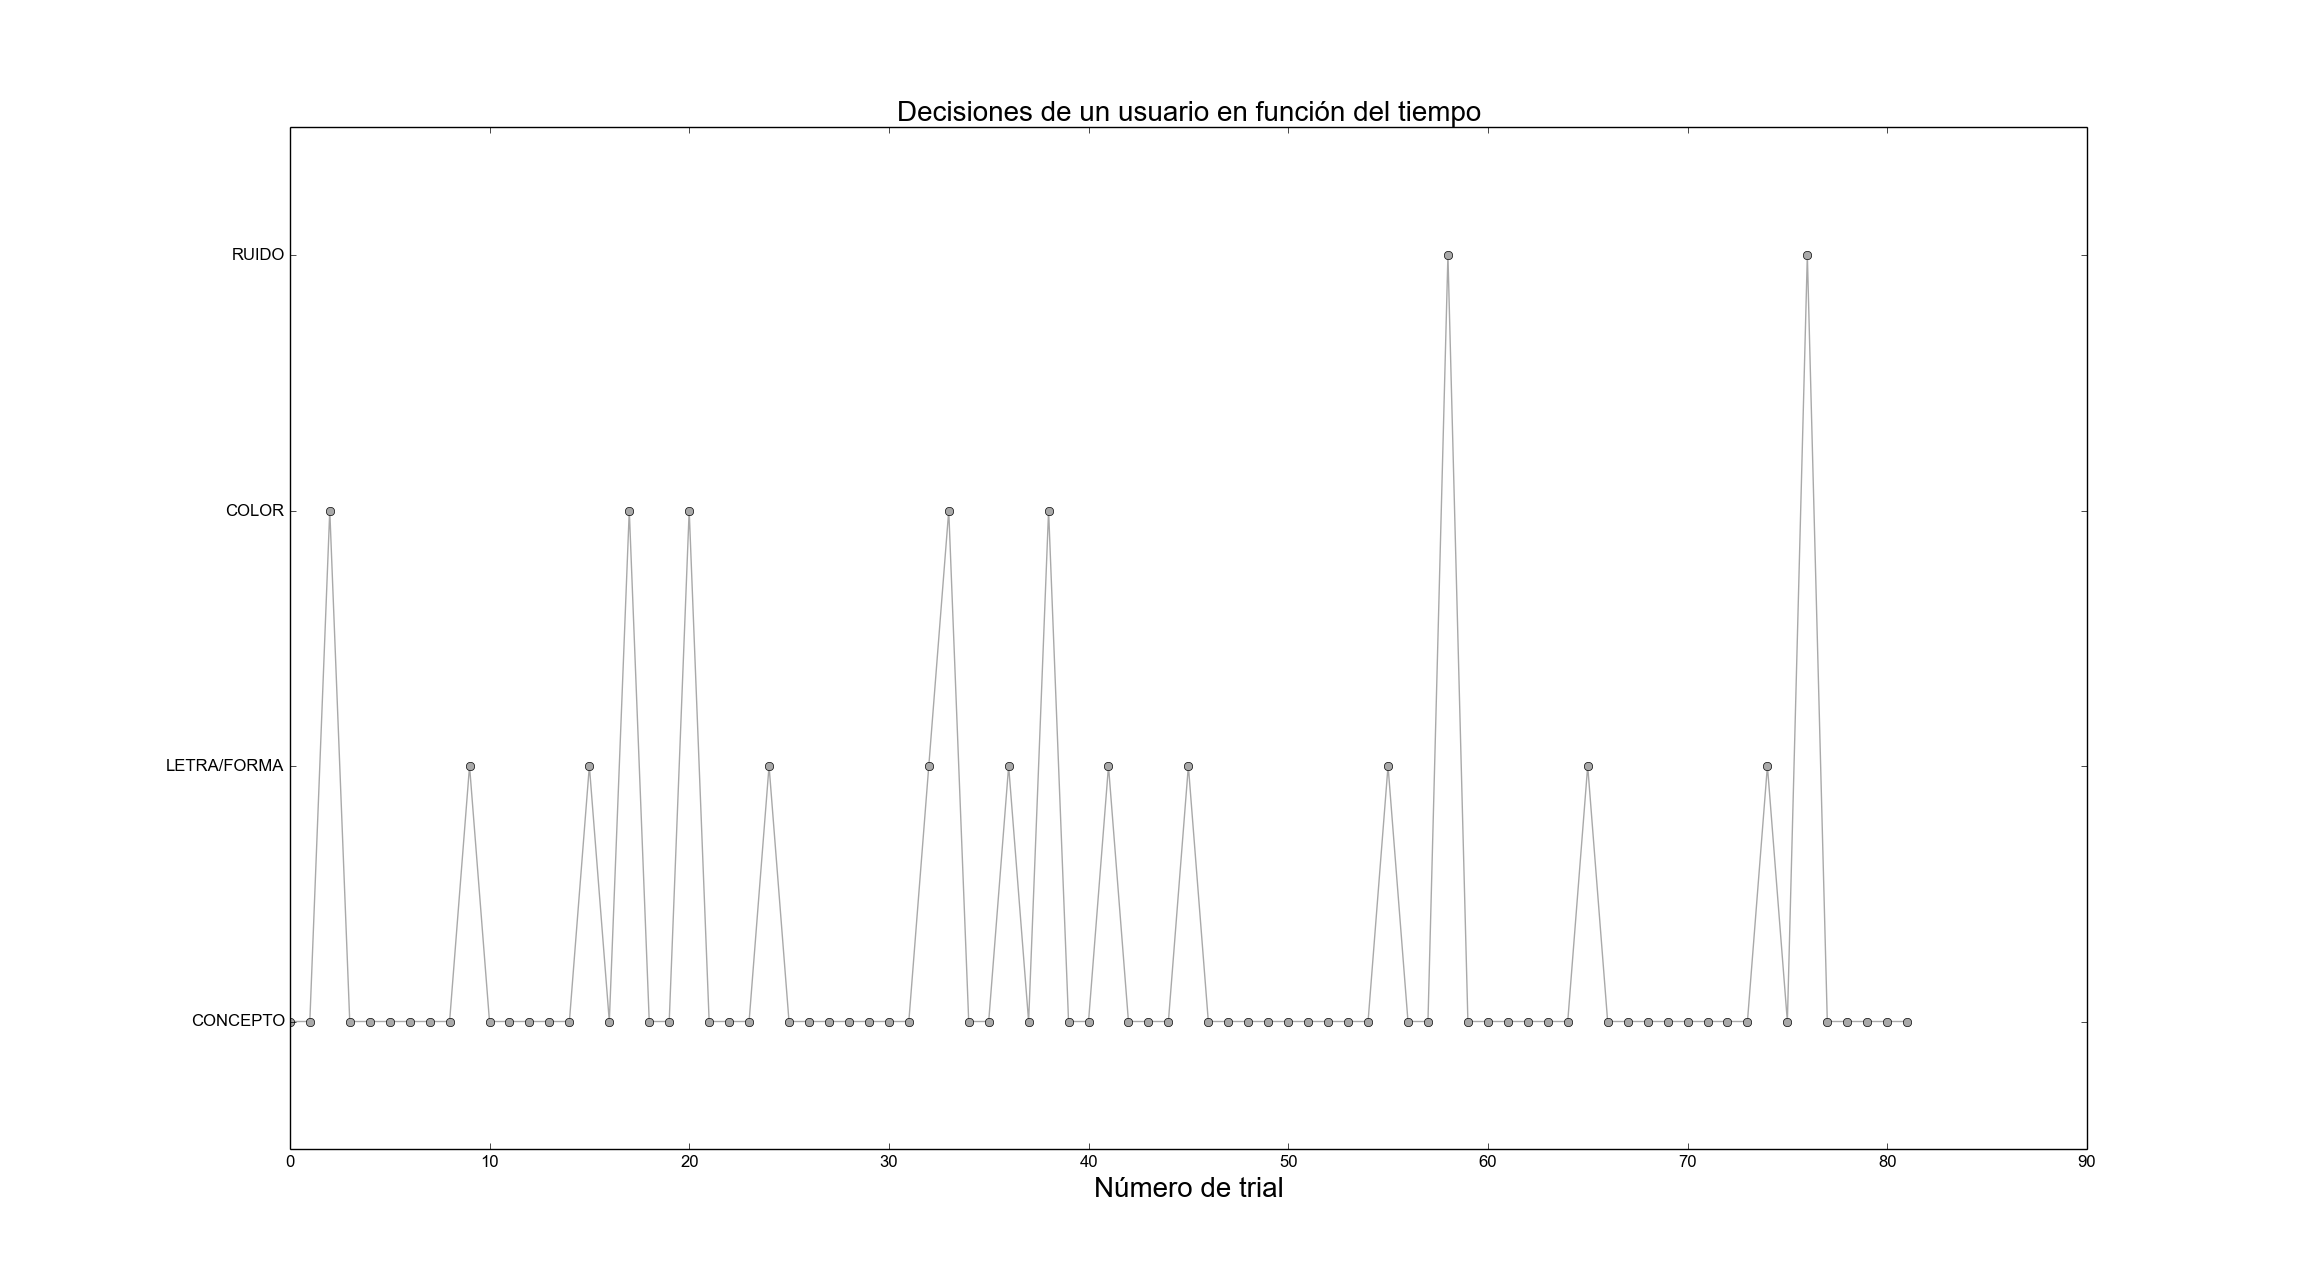 Decisiones de un usuario en función del tiempo
RUIDO
COLOR
LETRA/FORMA
CONCEPTO
0 10 20 30 40 50 60 70 80 90
Número de trial